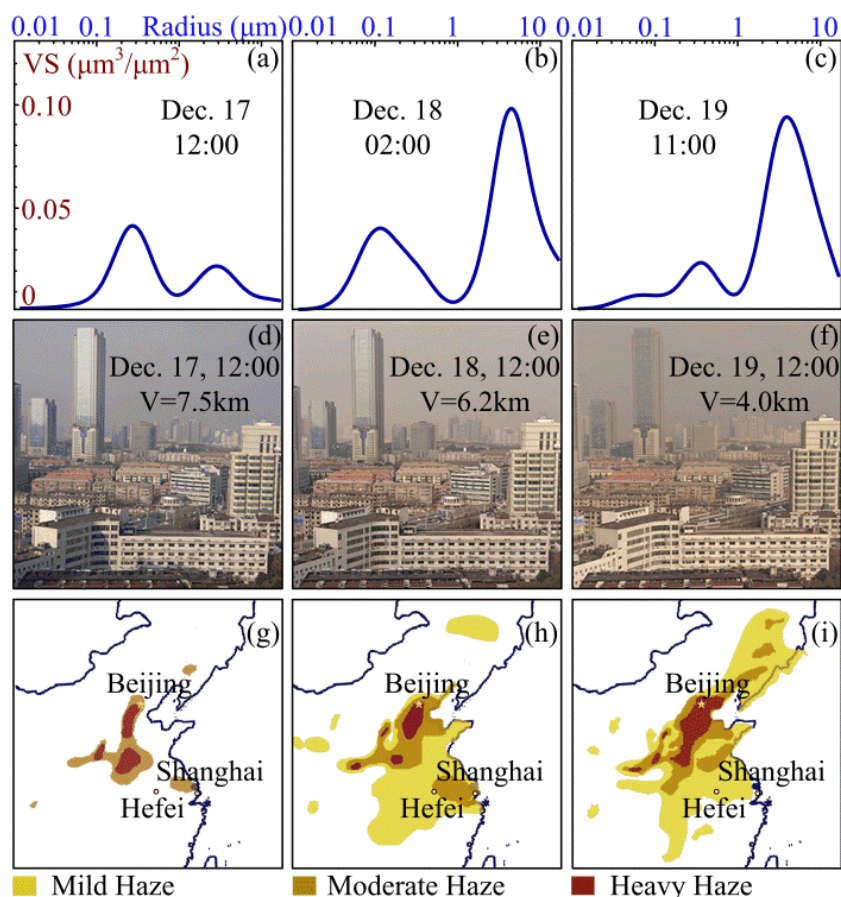 0.01 0.1 Radius (μm) 0.01 0.1 1 10 0.01 0.1 1 10
VS (μm³/μm²) (a) (b) (c)
0.10
Dec. 17
12:00
Dec. 18
02:00
Dec. 19
11:00
0.05
0
(d)
Dec. 17, 12:00
V=7.5km
(e)
Dec. 18, 12:00
V=6.2km
(f)
Dec. 19, 12:00
V=4.0km
(g)
Beijing
Shanghai
Hefei
(h)
Beijing
Shanghai
Hefei
(i)
Beijing
Shanghai
Hefei
Mild Haze Moderate Haze Heavy Haze